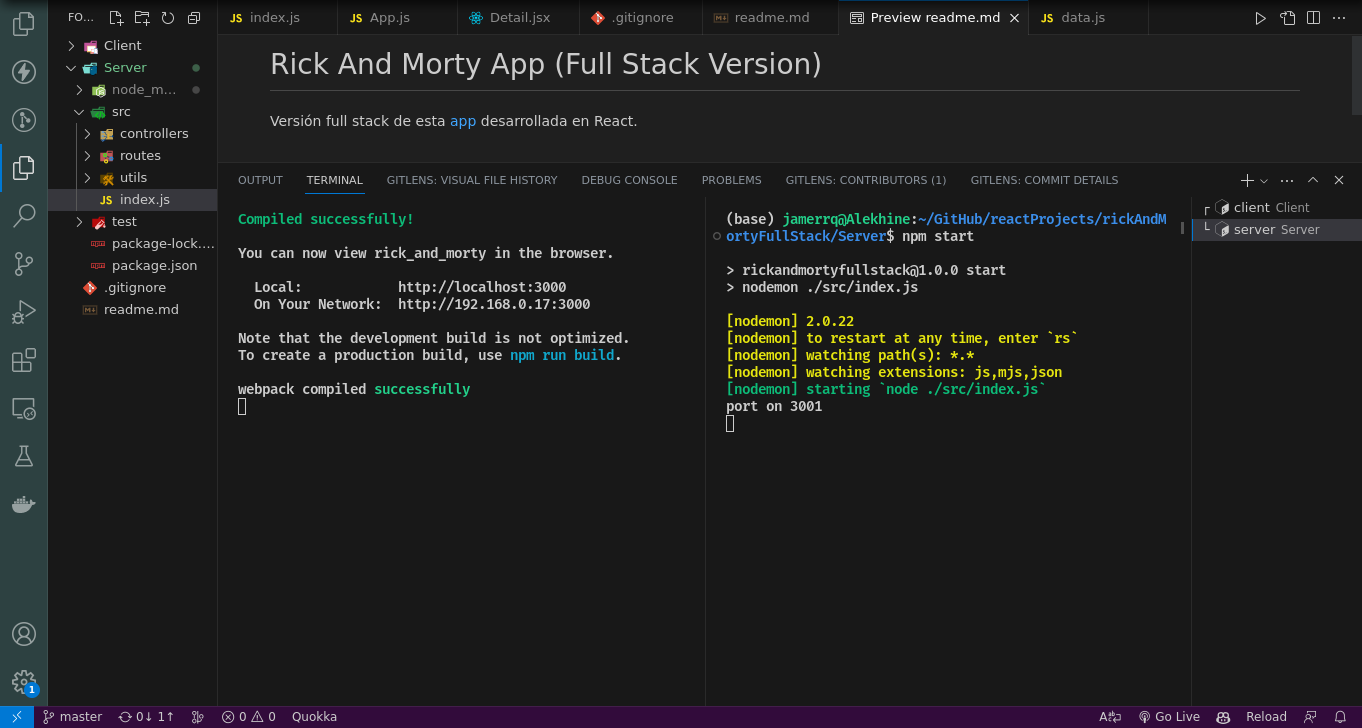 FO...
index.js
App.js
Detail.jsx
.gitignore
readme.md
Preview readme.md
data.js
Client
Server
node_m...
src
controllers
routes
utils
index.js
test
package-lock....
package.json
.gitignore
readme.md
Rick And Morty App (Full Stack Version)
Versión full stack de esta app desarrollada en React.
OUTPUT
TERMINAL
GITLENS: VISUAL FILE HISTORY
DEBUG CONSOLE
PROBLEMS
GITLENS: CONTRIBUTORS (1)
GITLENS: COMMIT DETAILS
Compiled successfully!
You can now view rick_and_morty in the browser.
Local: http://localhost:3000
On Your Network: http://192.168.0.17:3000
Note that the development build is not optimized.
To create a production build, use npm run build.
webpack compiled successfully
(base) jamerrq@Alekhine:~/GitHub/reactProjects/rickAndM
ortyFullStack/Server$ npm start
> rickandmortyfullstack@1.0.0 start
> nodemon ./src/index.js
[nodemon] 2.0.22
[nodemon] to restart at any time, enter `rs`
[nodemon] watching path(s): *.*
[nodemon] watching extensions: js,mjs,json
[nodemon] starting `node ./src/index.js`
port on 3001
client Client
server Server
1
master
0↓ 1↑
0
0
Quokka
Go Live
Reload